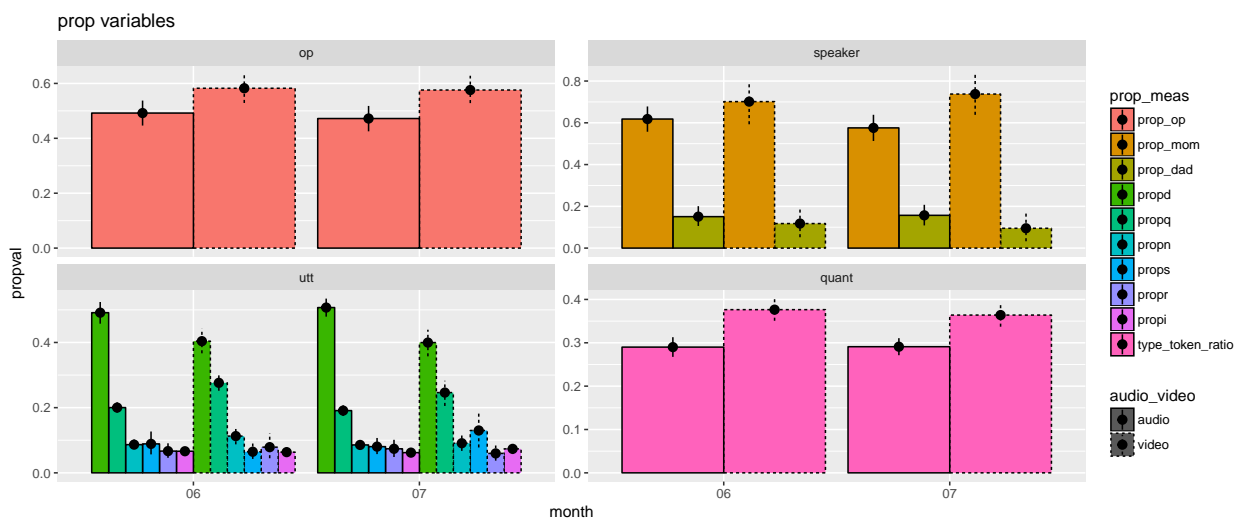 prop variables
op
speaker
0.6
0.4
0.2
0.0
0.8
0.6
0.4
0.2
0.0
06
07
06
07
utt
quant
0.4
0.2
0.0
0.4
0.3
0.2
0.1
0.0
propval
month
prop_meas
prop_op
prop_mom
prop_dad
propd
propq
propn
props
propr
propi
type_token_ratio
audio_video
audio
video